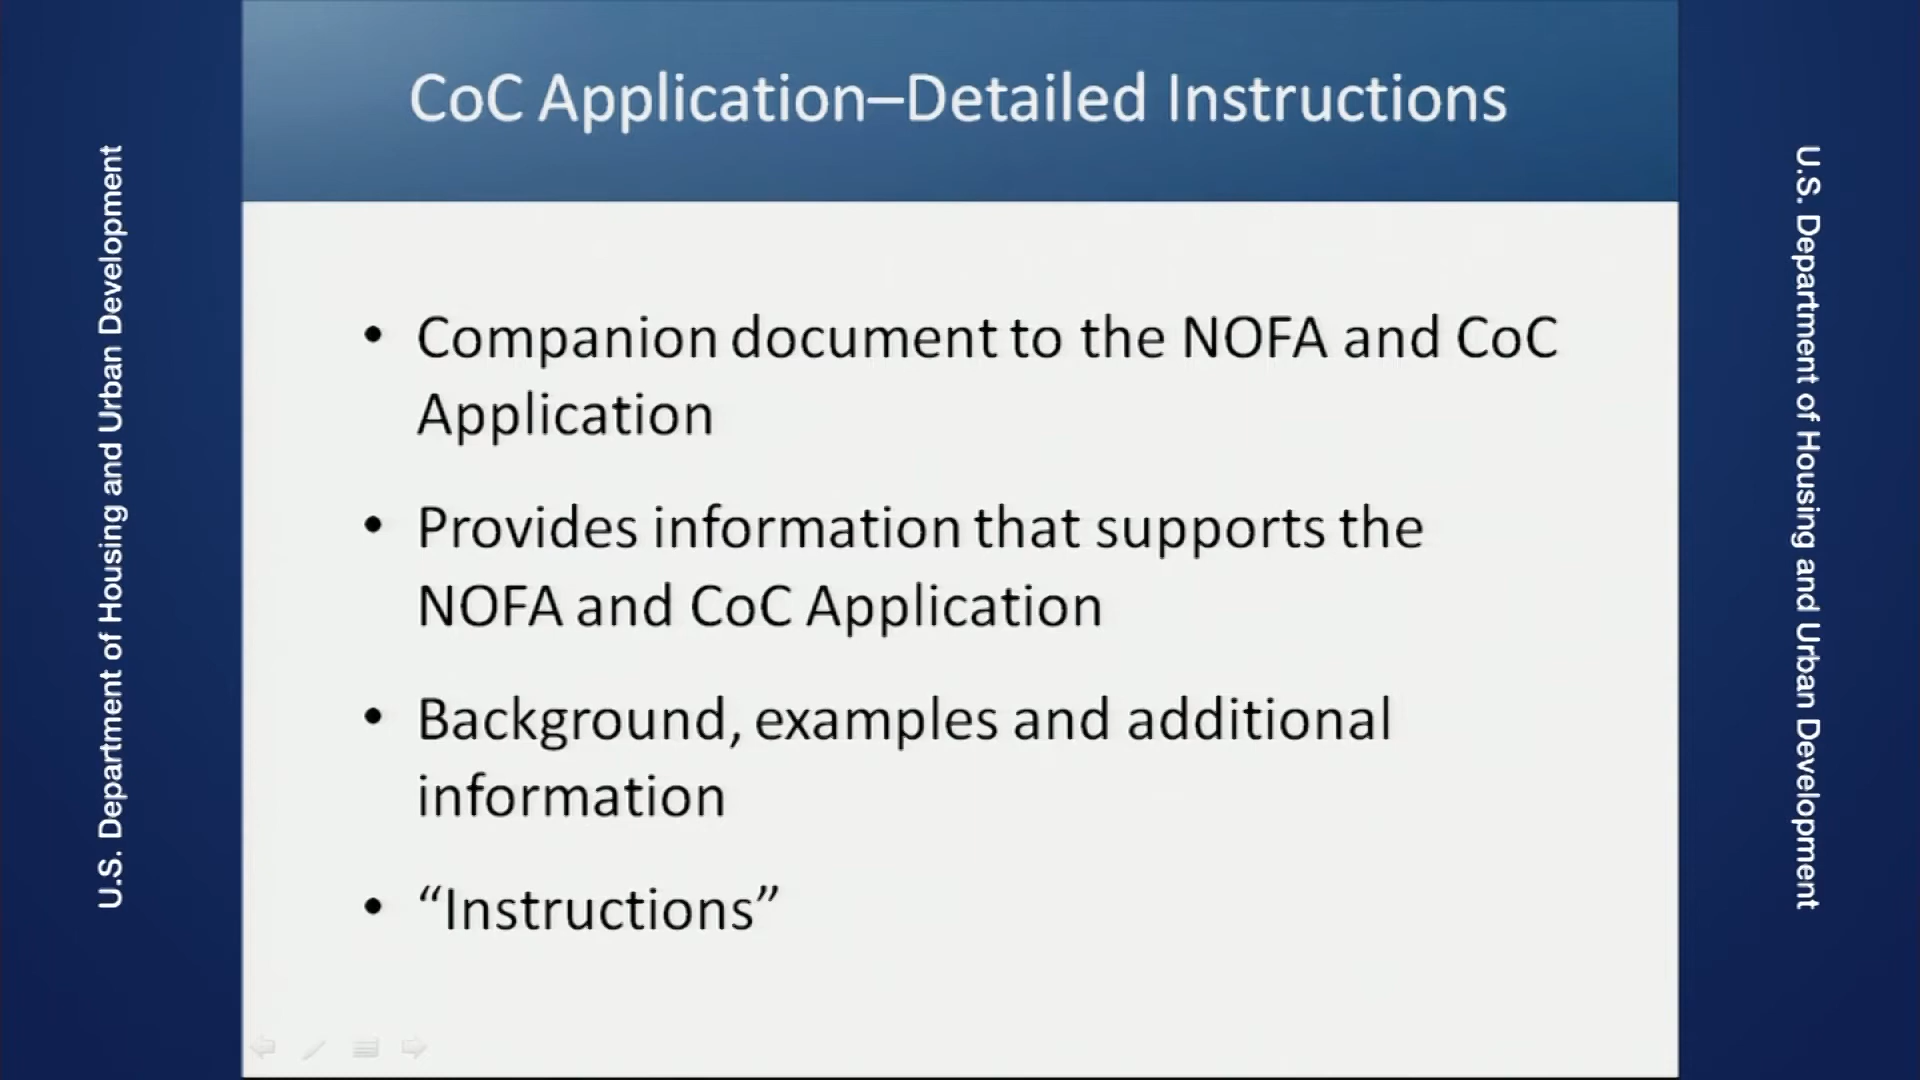 CoC Application–Detailed Instructions
• Companion document to the NOFA and CoC
Application
• Provides information that supports the
NOFA and CoC Application
• Background, examples and additional
information
• “Instructions”
U.S. Department of Housing and Urban Development
U.S. Department of Housing and Urban Development